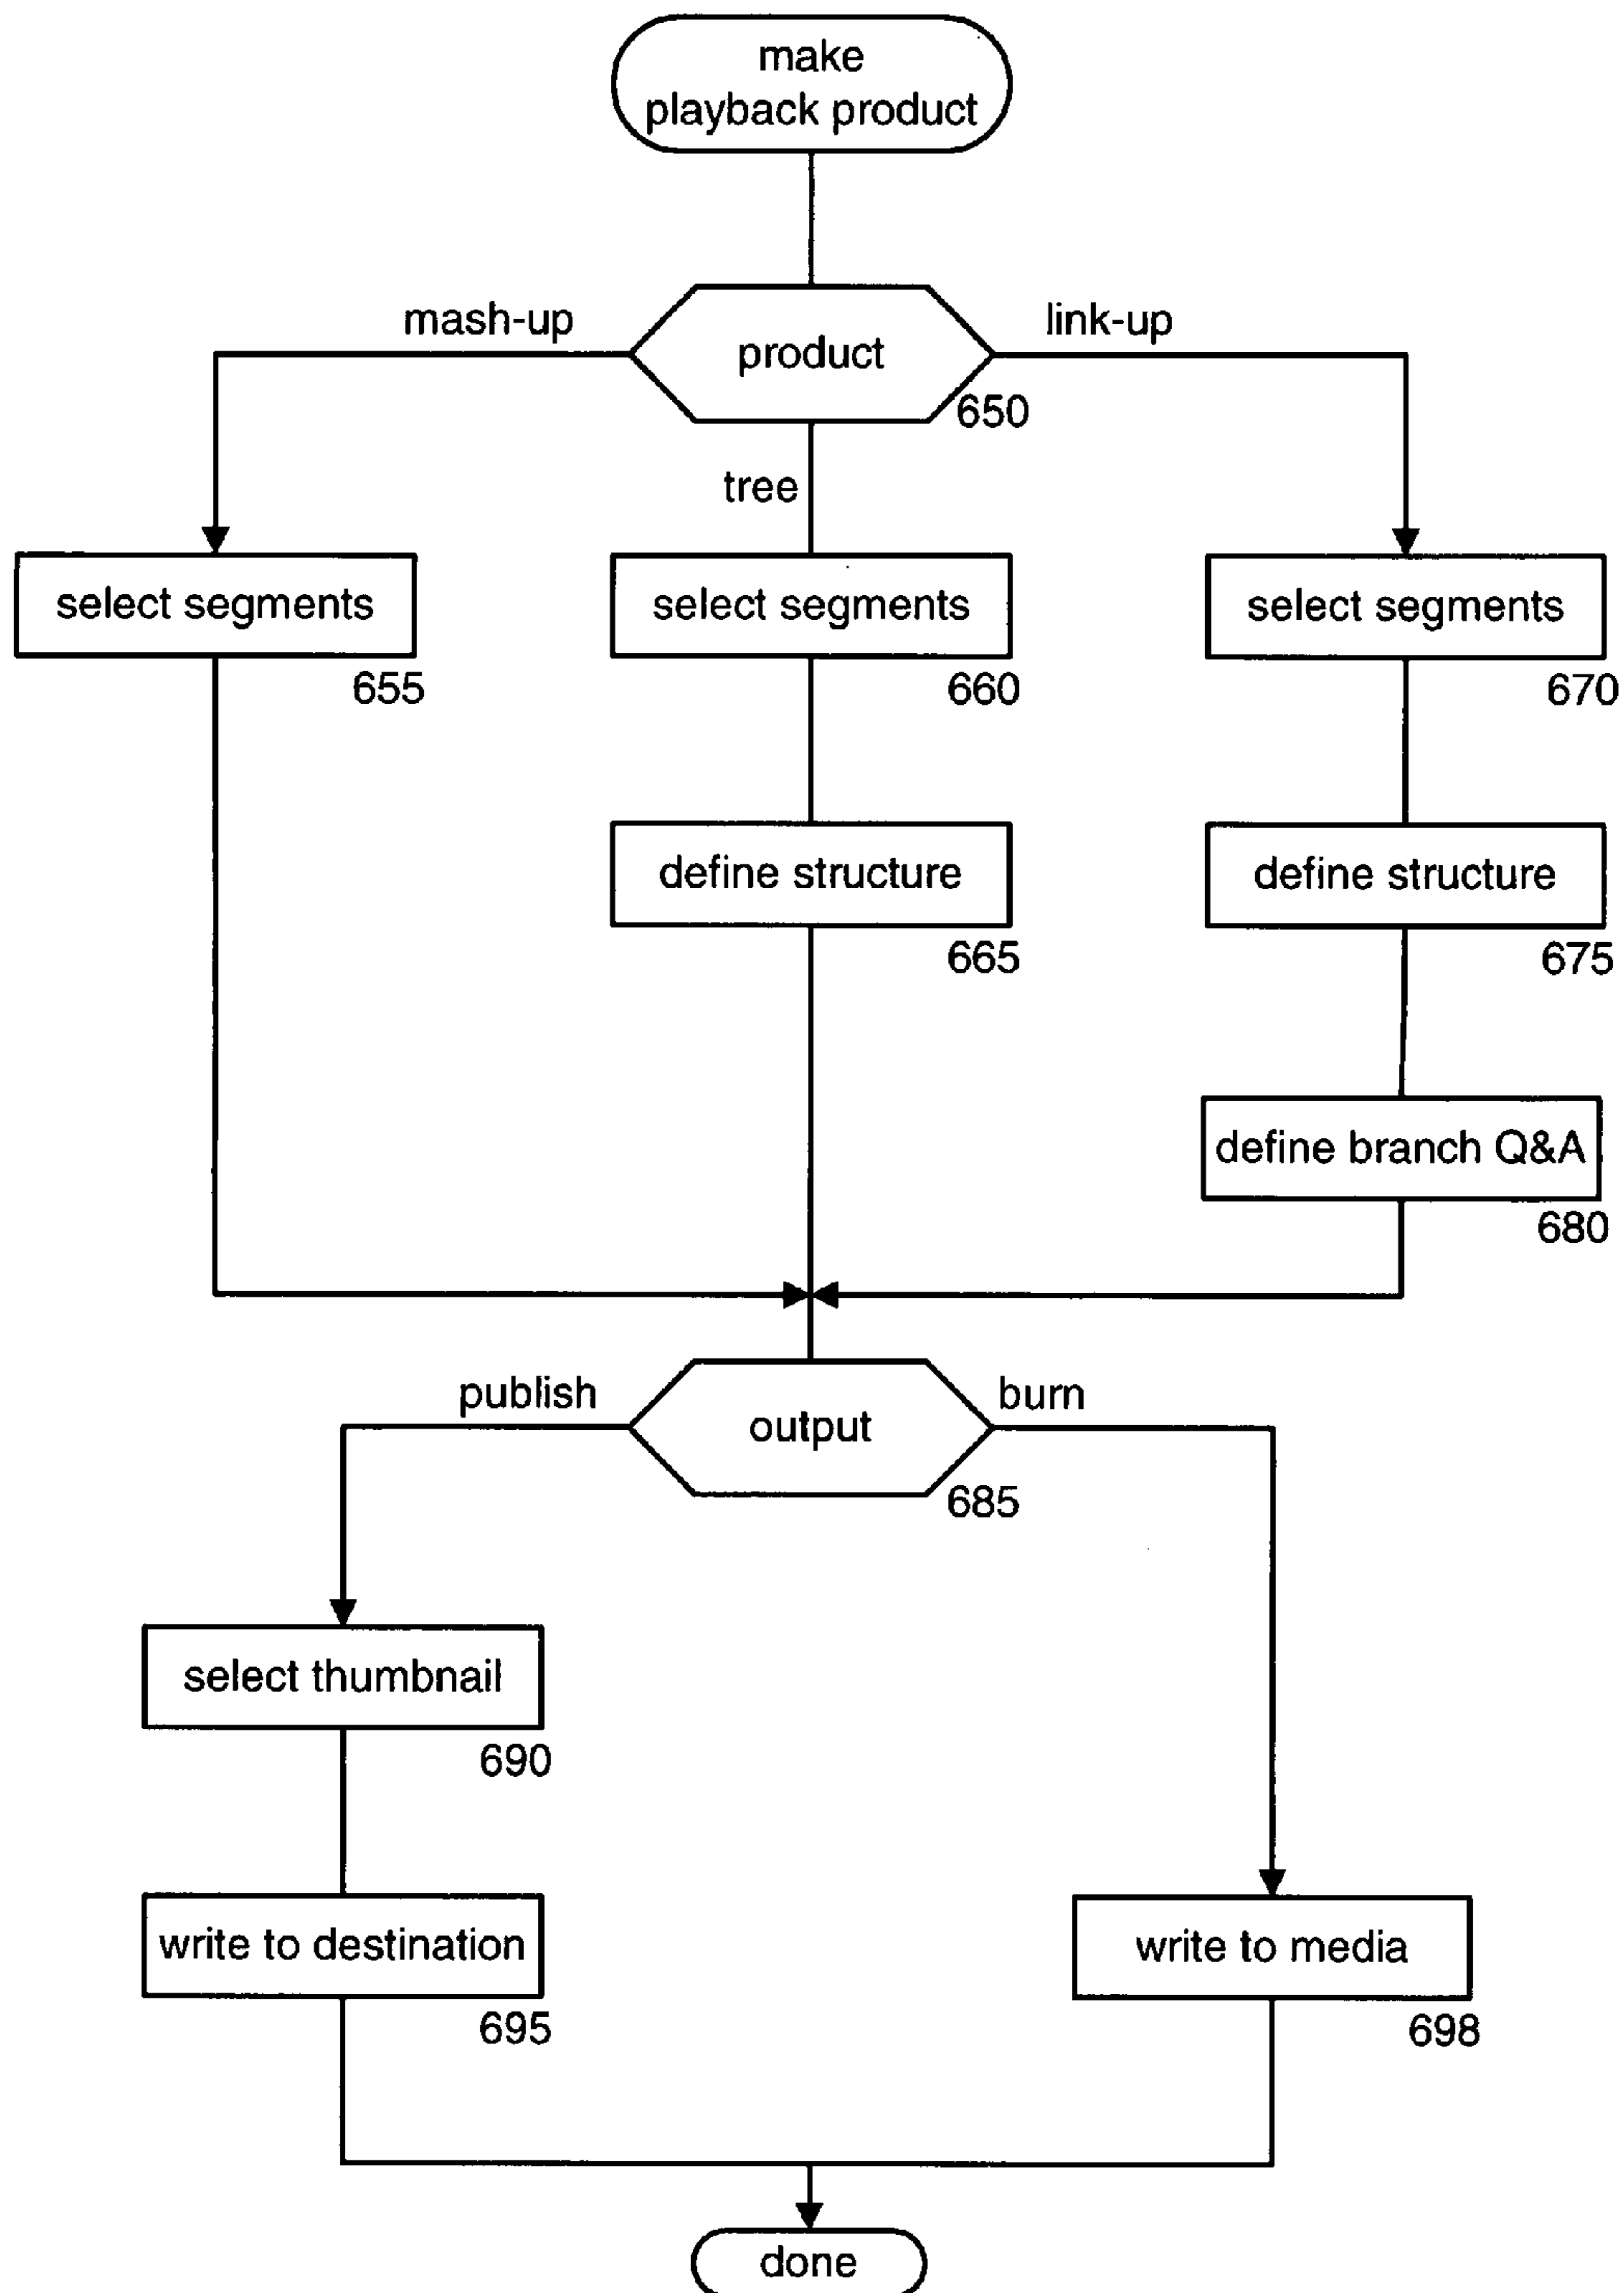 make
playback product
mash-up
link-up
product
650
tree
select segments
select segments
select segments
655
660
670
define structure
define structure
665
675
define branch Q&A
680
publish
burn
output
685
select thumbnail
690
write to destination
write to media
695
698
done